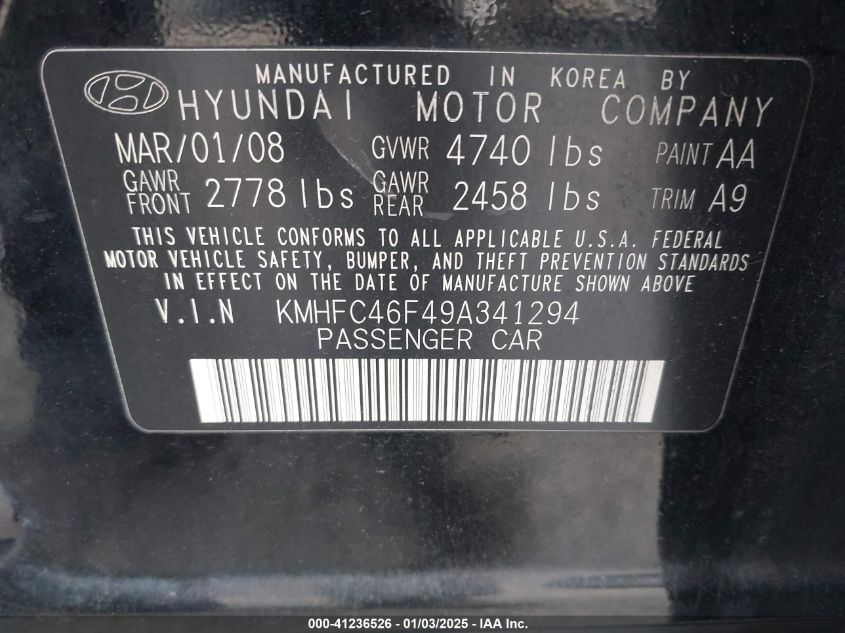 MANUFACTURED IN KOREA BY
HYUNDAI MOTOR COMPANY
MAR/01/08 GVWR 4740 lbs PAINT AA
GAWR FRONT 2778 lbs GAWR REAR 2458 lbs TRIM A9
THIS VEHICLE CONFORMS TO ALL APPLICABLE U.S.A. FEDERAL
MOTOR VEHICLE SAFETY, BUMPER, AND THEFT PREVENTION STANDARDS
IN EFFECT ON THE DATE OF MANUFACTURE SHOWN ABOVE
V.I.N KMHFC46F49A341294
PASSENGER CAR
000-41236526 - 01/03/2025 - IAA Inc.